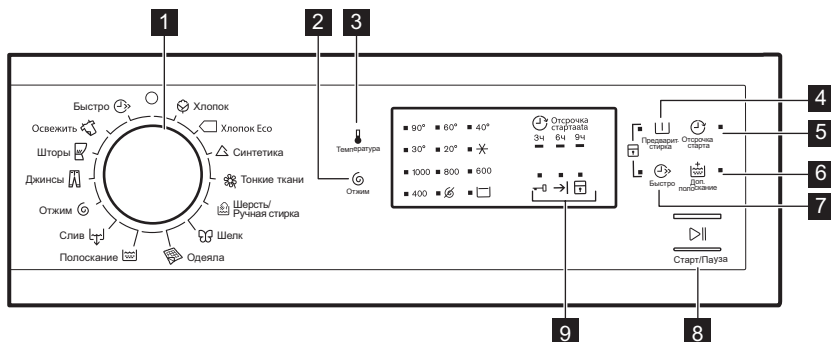 1
2
3
4
5
6
7
8
9
Быстро
Освежить
Шторы
Джинсы
Отжим
Слив
Полоскание
Хлопок
Хлопок Eco
Синтетика
Тонкие ткани
Шерсть/
Ручная стирка
Шелк
Одеяла
Температура
Отжим
90° 60° 40°
30° 20°
1000 800 600
400
Отсрочка
стартаata
3ч 6ч 9ч
Предварит.
стирка
Отсрочка
старта
Быстро
Доп.
полоскание
Старт/Пауза